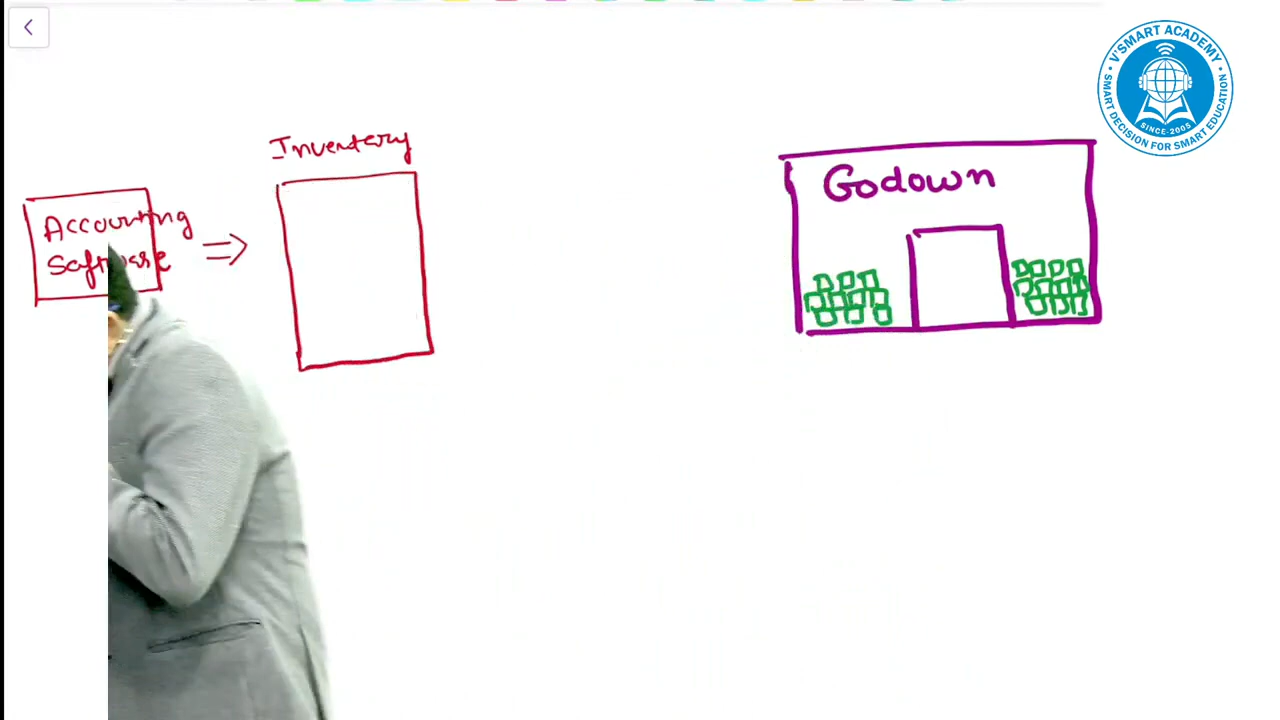 Inventory
Accounting
Software
Godown
V'SMART ACADEMY
SINCE-2005
SMART DECISION FOR SMART EDUCATION